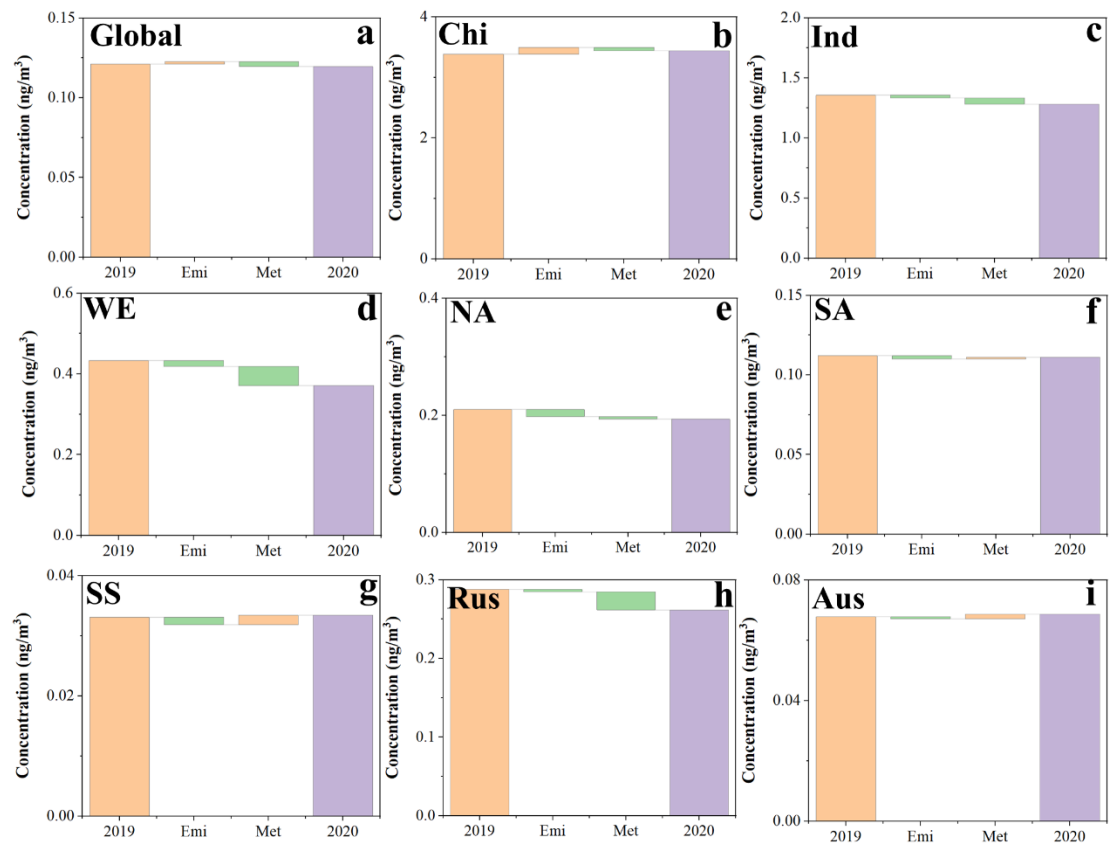 Global a
Concentration (ng/m³)
0.15
0.10
0.05
0.00
2019 Emi Met 2020
Chi b
Concentration (ng/m³)
4
2
0
2019 Emi Met 2020
Ind c
Concentration (ng/m³)
2.0
1.5
1.0
0.5
0.0
2019 Emi Met 2020
WE d
Concentration (ng/m³)
0.6
0.4
0.2
0.0
2019 Emi Met 2020
NA e
Concentration (ng/m³)
0.4
0.2
0.0
2019 Emi Met 2020
SA f
Concentration (ng/m³)
0.15
0.10
0.05
0.00
2019 Emi Met 2020
SS g
Concentration (ng/m³)
0.04
0.02
0.00
2019 Emi Met 2020
Rus h
Concentration (ng/m³)
0.3
0.2
0.1
0.0
2019 Emi Met 2020
Aus i
Concentration (ng/m³)
0.08
0.04
0.00
2019 Emi Met 2020